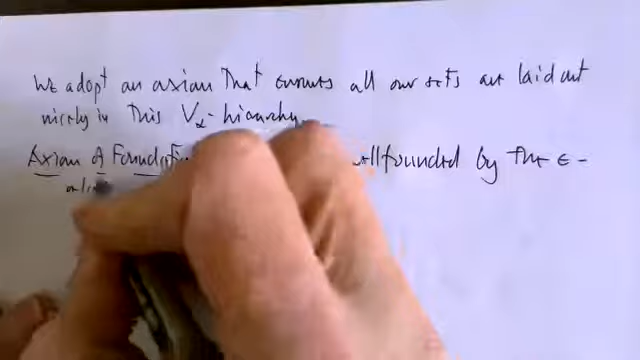 We adopt an axiom that ensures all our sets are laid out
nicely in this Vα-hierarchy.
Axiom of Foundation wellfounded by the ∈-